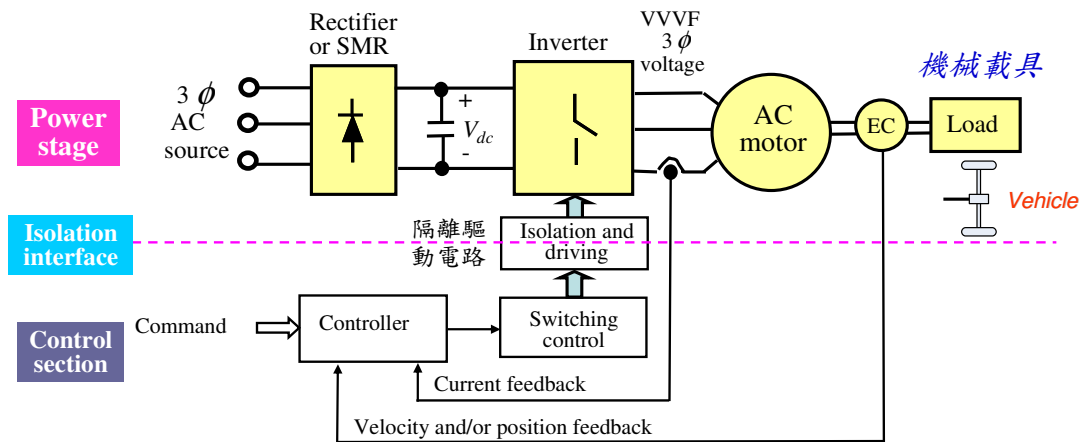 Rectifier
or SMR
Inverter
VVVF
3 ϕ
voltage
機械載具
3 ϕ
AC
source
+
V_dc
-
AC
motor
EC
Load
Power
stage
Vehicle
Isolation
interface
隔離驅
動電路
Isolation and
driving
Control
section
Command
Controller
Switching
control
Current feedback
Velocity and/or position feedback